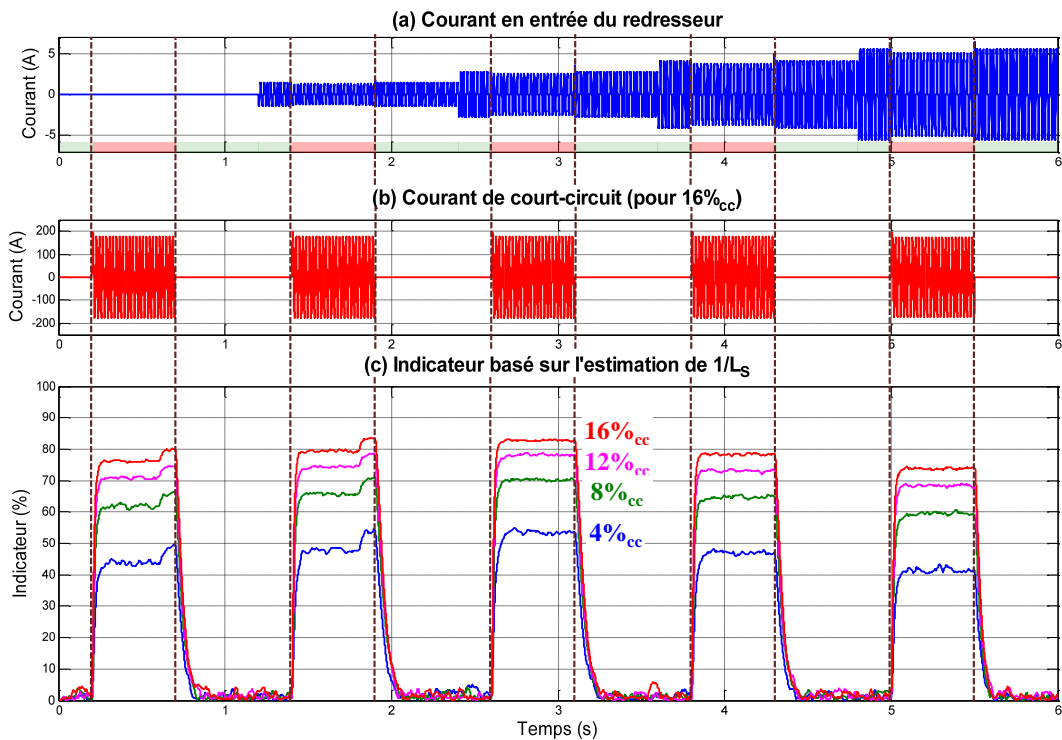 (a) Courant en entrée du redresseur
Courant (A)
5
0
-5
0 1 2 3 4 5 6
(b) Courant de court-circuit (pour 16%cc)
Courant (A)
200
100
0
-100
-200
0 1 2 3 4 5 6
(c) Indicateur basé sur l'estimation de 1/LS
Indicateur (%)
100
90
80
70
60
50
40
30
20
10
0
16%cc
12%cc
8%cc
4%cc
0 1 2 3 4 5 6
Temps (s)